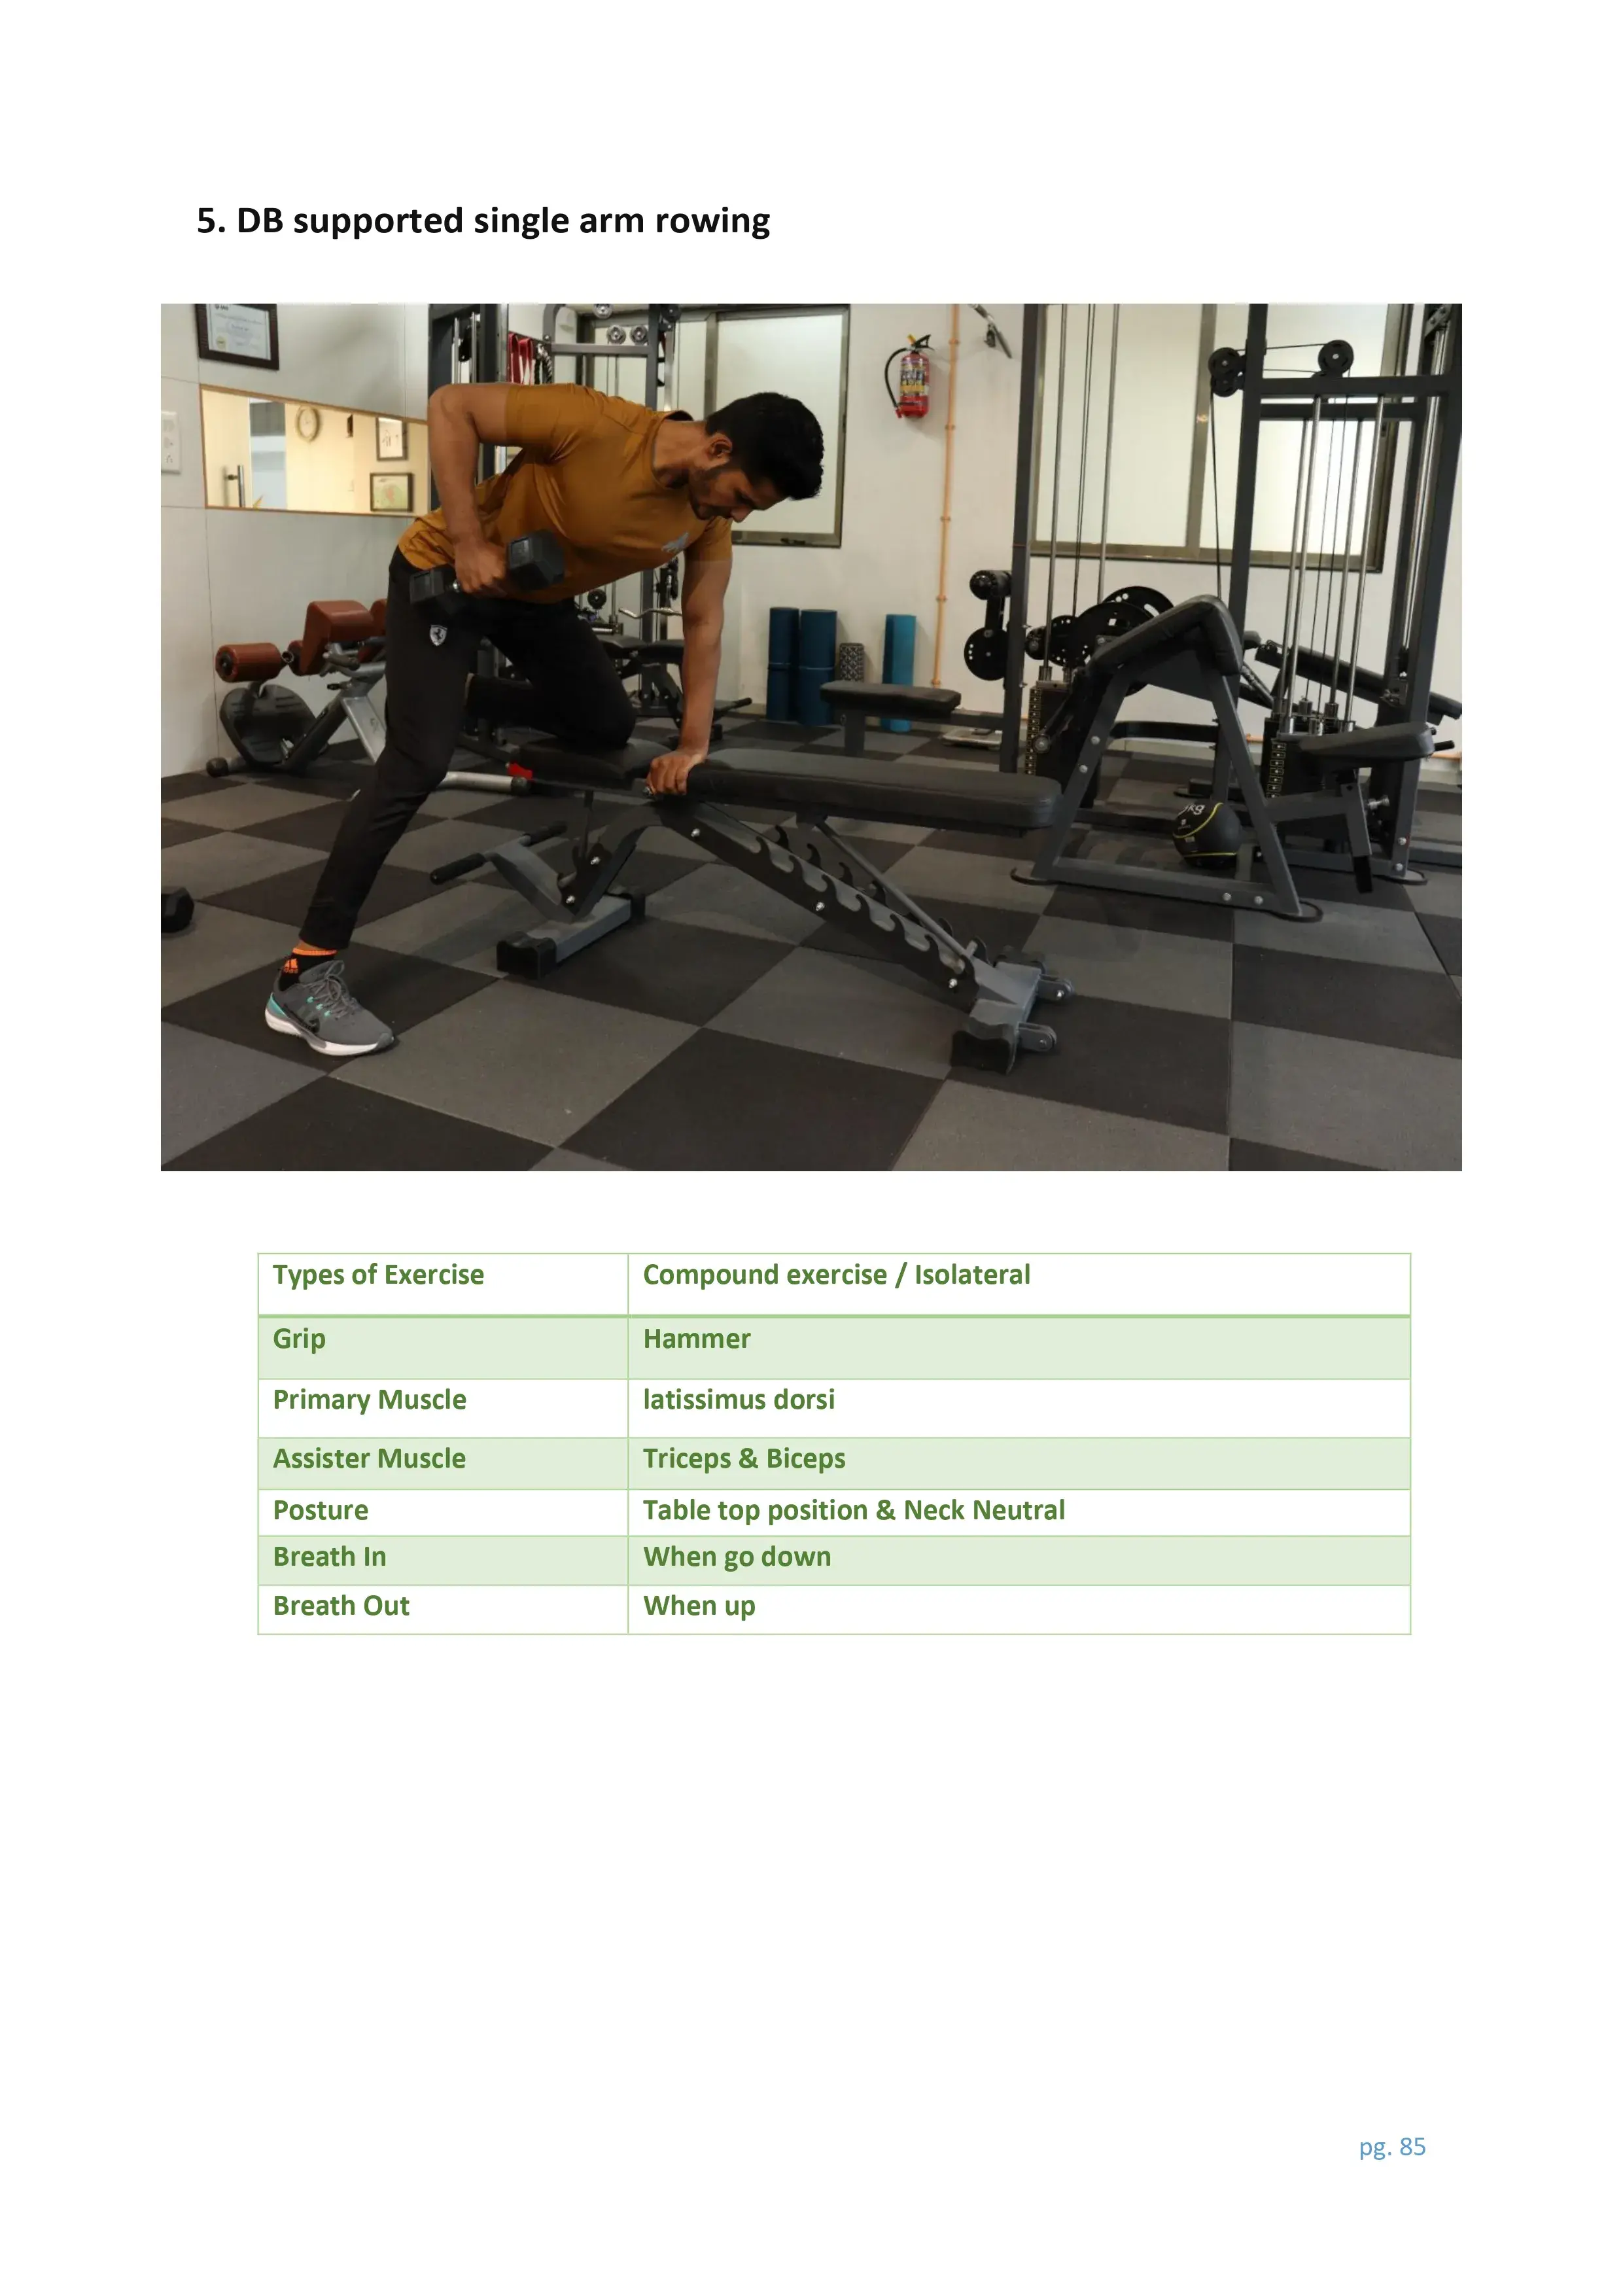 5. DB supported single arm rowing
kg
Types of Exercise Compound exercise / Isolateral
Grip Hammer
Primary Muscle latissimus dorsi
Assister Muscle Triceps & Biceps
Posture Table top position & Neck Neutral
Breath In When go down
Breath Out When up
pg. 85